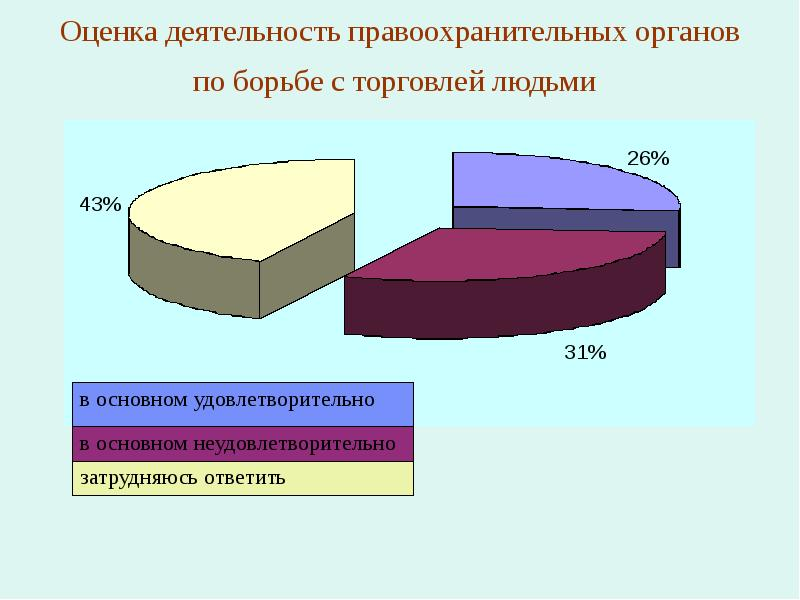 Оценка деятельность правоохранительных органов
по борьбе с торговлей людьми
26%
43%
31%
в основном удовлетворительно
в основном неудовлетворительно
затрудняюсь ответить